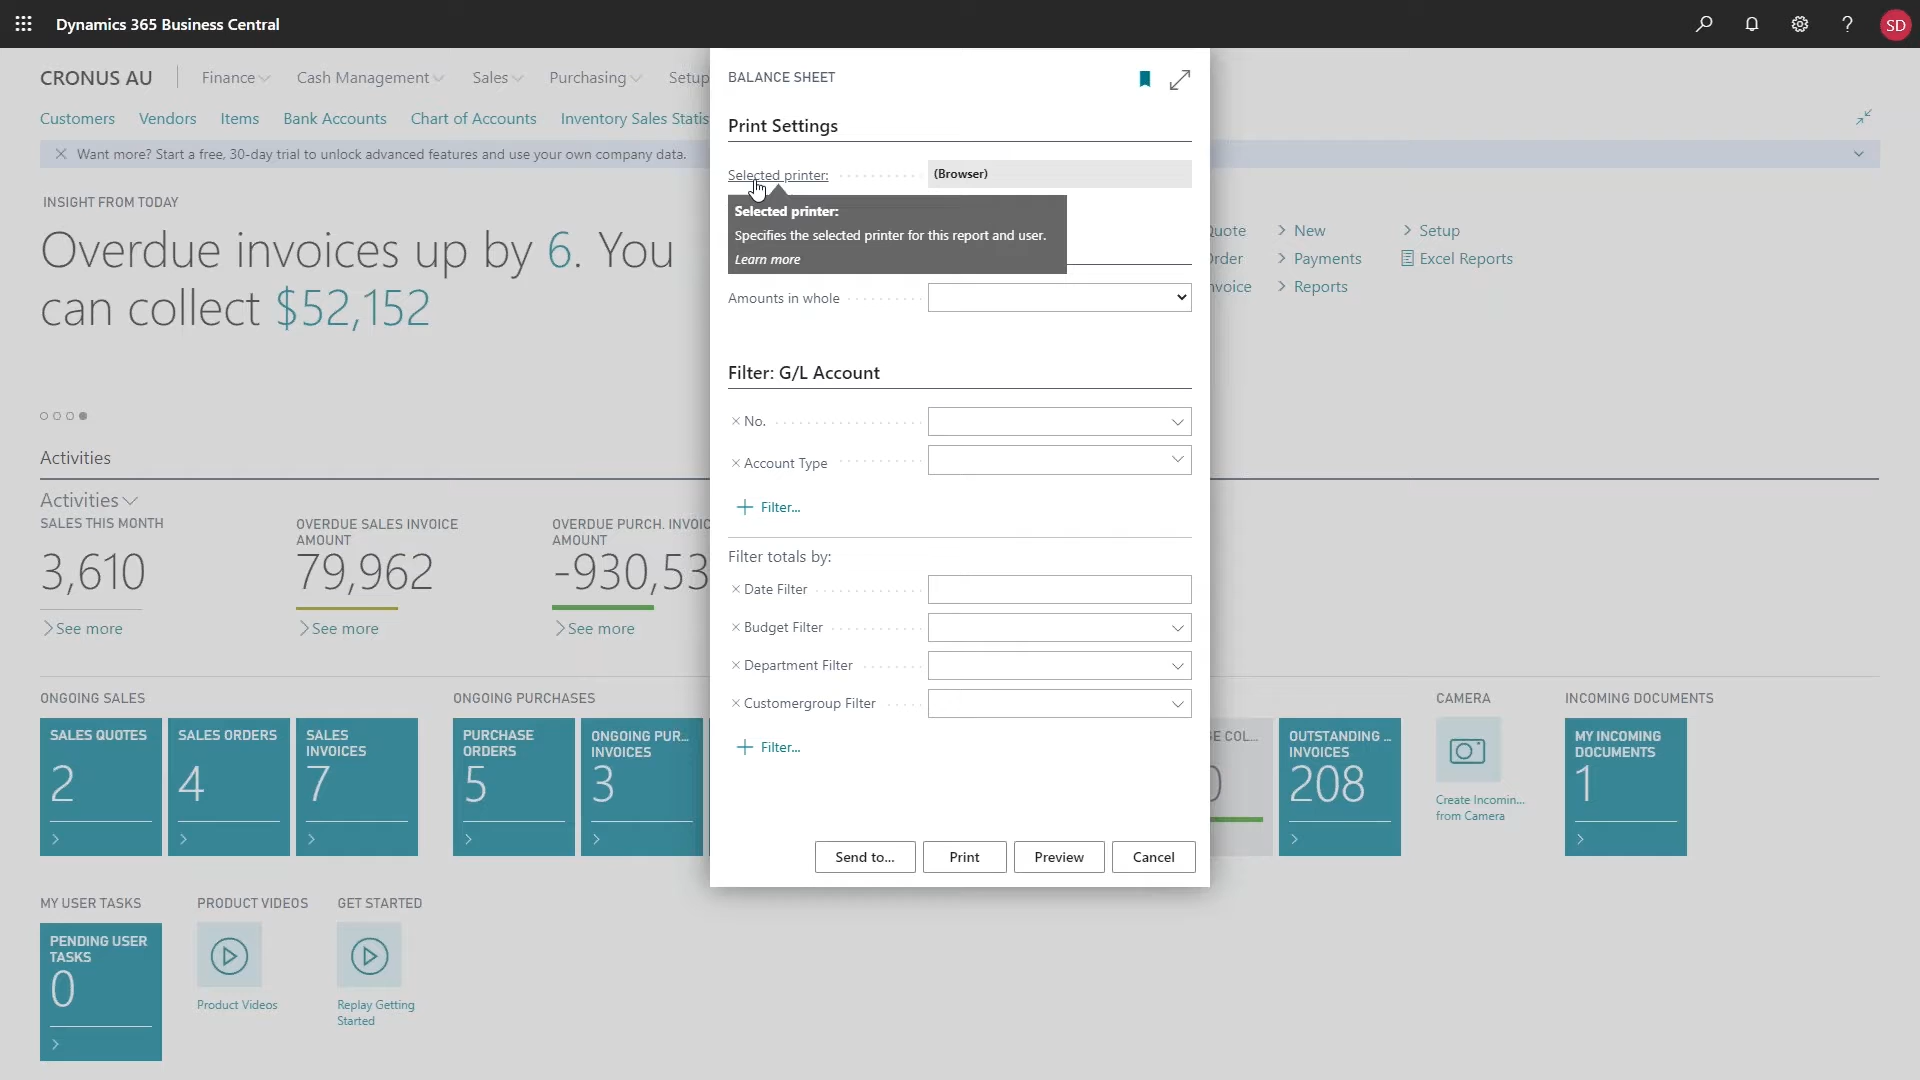 Dynamics 365 Business Central
SD
CRONUS AU
Finance
Cash Management
Sales
Purchasing
Setup
Customers
Vendors
Items
Bank Accounts
Chart of Accounts
Inventory Sales Statis
Want more? Start a free, 30-day trial to unlock advanced features and use your own company data.
INSIGHT FROM TODAY
Overdue invoices up by 6. You
can collect $52,152
Activities
Activities
SALES THIS MONTH
3,610
See more
OVERDUE SALES INVOICE
AMOUNT
79,962
See more
OVERDUE PURCH. INVOIC
AMOUNT
-930,53
See more
BALANCE SHEET
Print Settings
Selected printer:
(Browser)
Selected printer:
Specifies the selected printer for this report and user.
Learn more
Amounts in whole
Filter: G/L Account
No.
Account Type
Filter...
Filter totals by:
Date Filter
Budget Filter
Department Filter
Customergroup Filter
Filter...
Send to...
Print
Preview
Cancel
Quote
Order
nvoice
New
Payments
Reports
Setup
Excel Reports
ONGOING SALES
SALES QUOTES
2
SALES ORDERS
4
SALES
INVOICES
7
ONGOING PURCHASES
PURCHASE
ORDERS
5
ONGOING PUR...
INVOICES
3
GE COL...
0
OUTSTANDING ...
INVOICES
208
CAMERA
Create Incomin...
from Camera
INCOMING DOCUMENTS
MY INCOMING
DOCUMENTS
1
MY USER TASKS
PENDING USER
TASKS
0
PRODUCT VIDEOS
Product Videos
GET STARTED
Replay Getting
Started